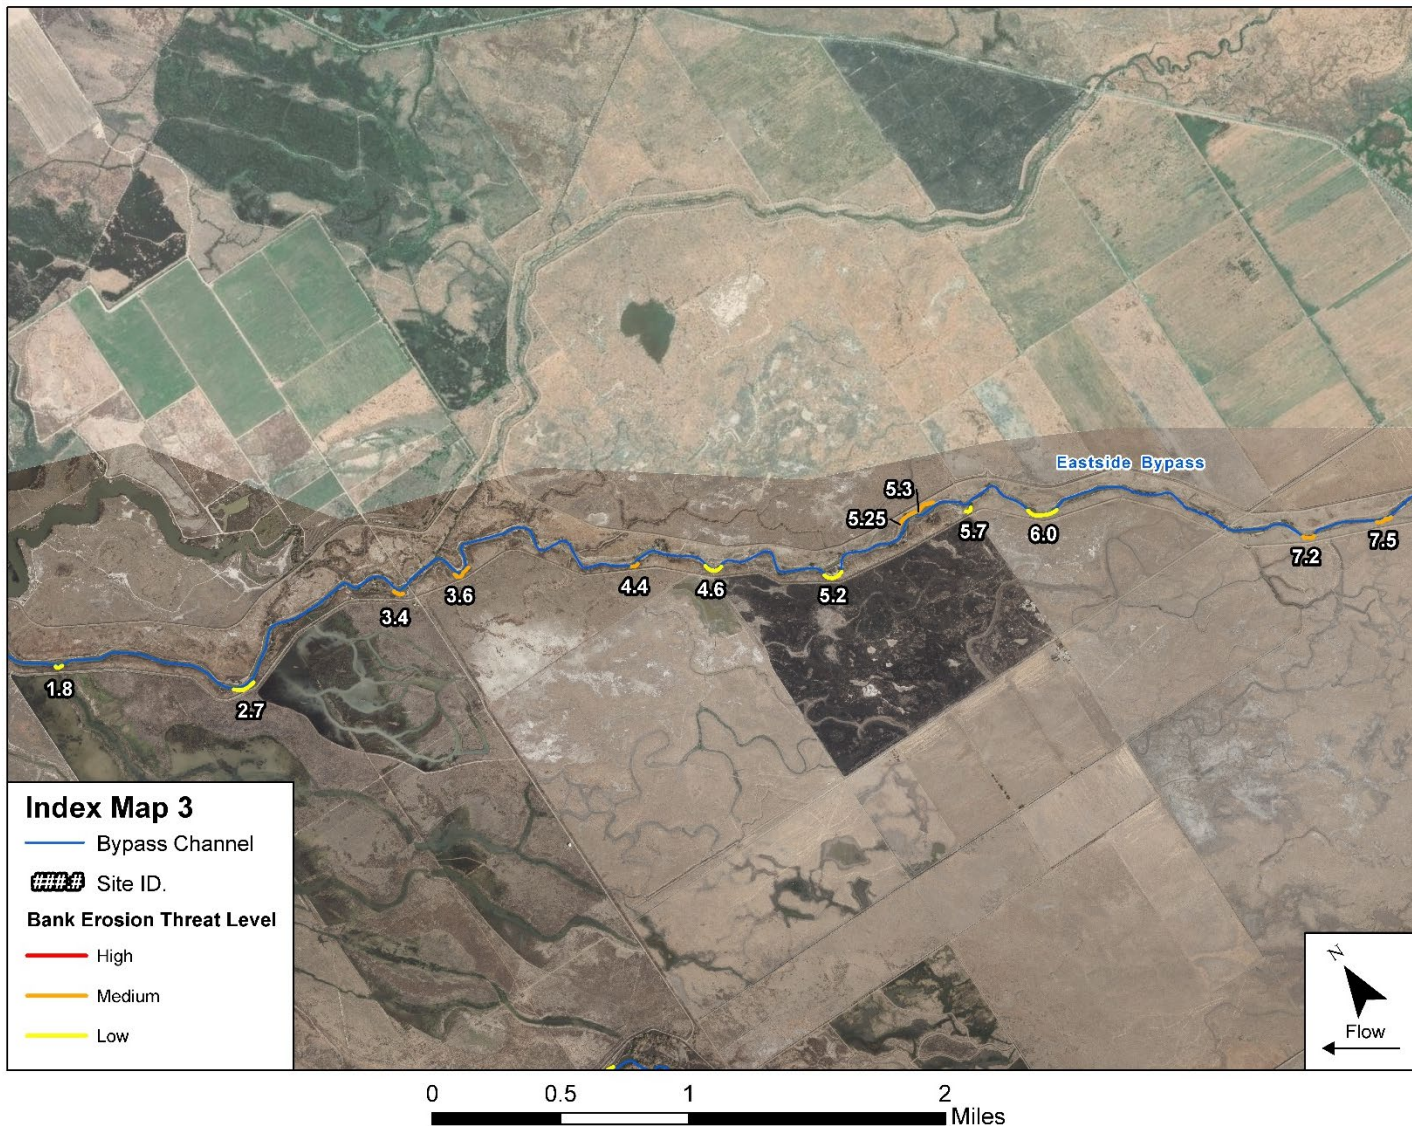 Eastside Bypass
5.3
5.25
5.7
6.0
7.2
7.5
3.4
3.6
4.4
4.6
5.2
1.8
2.7
Index Map 3
Bypass Channel
###.# Site ID.
Bank Erosion Threat Level
High
Medium
Low
N
Flow
0 0.5 1 2
Miles